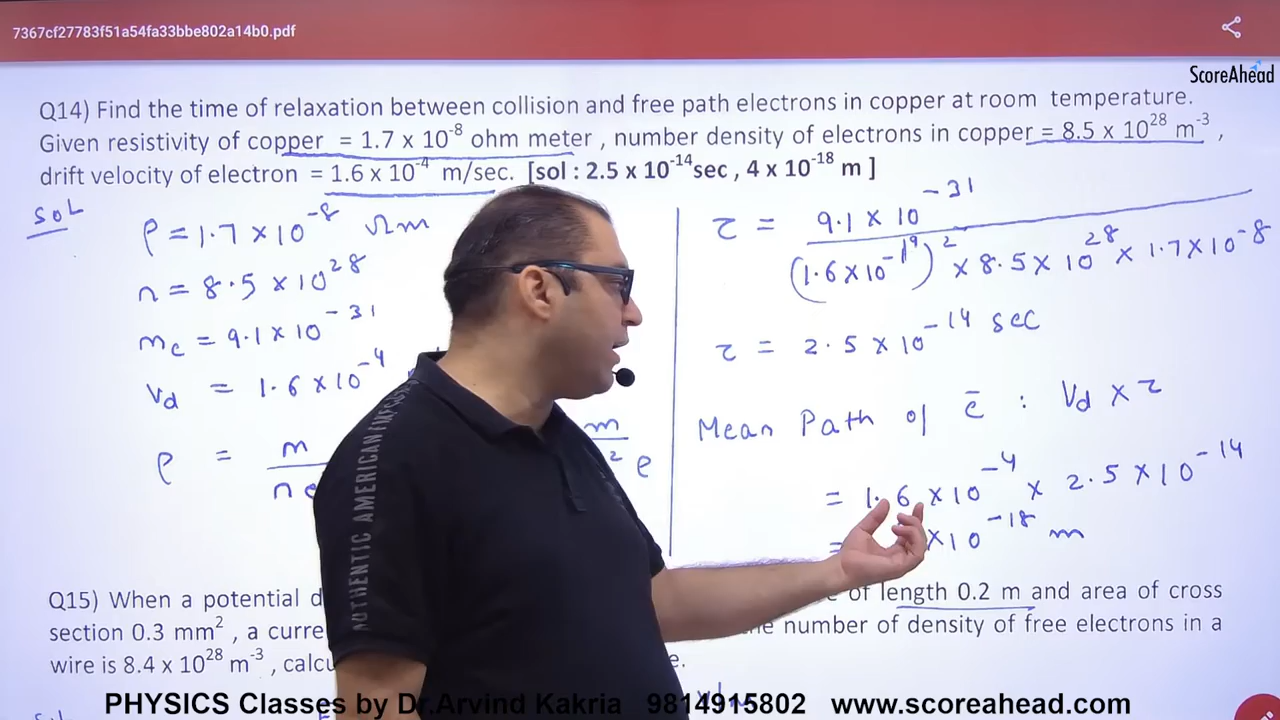 7367cf27783f51a54fa33bbe802a14b0.pdf
ScoreAhead
Q14) Find the time of relaxation between collision and free path electrons in copper at room temperature.
Given resistivity of copper = 1.7 x 10⁻⁸ ohm meter , number density of electrons in copper = 8.5 x 10²⁸ m⁻³ ,
drift velocity of electron = 1.6 x 10⁻⁴ m/sec. [sol : 2.5 x 10⁻¹⁴sec , 4 x 10⁻¹⁸ m ]
SOL
ρ = 1.7 × 10⁻⁸ Ωm
n = 8.5 × 10²⁸
me = 9.1 × 10⁻³¹
Vd = 1.6 × 10⁻⁴
ρ = m / ne
m / ² ρ
τ = 9.1 × 10⁻³¹ / (1.6 × 10⁻¹⁹)² × 8.5 × 10²⁸ × 1.7 × 10⁻⁸
τ = 2.5 × 10⁻¹⁴ sec
Mean Path of ē : Vd × τ
= 1.6 × 10⁻⁴ × 2.5 × 10⁻¹⁴
= × 10⁻¹⁸ m
Q15) When a potential of length 0.2 m and area of cross
section 0.3 mm² , a number of density of free electrons in a
wire is 8.4 x 10²⁸ m⁻³ ,
AUTHENTIC AMERICAN
PHYSICS Classes by Dr.Arvind Kakria 9814915802 www.scoreahead.com